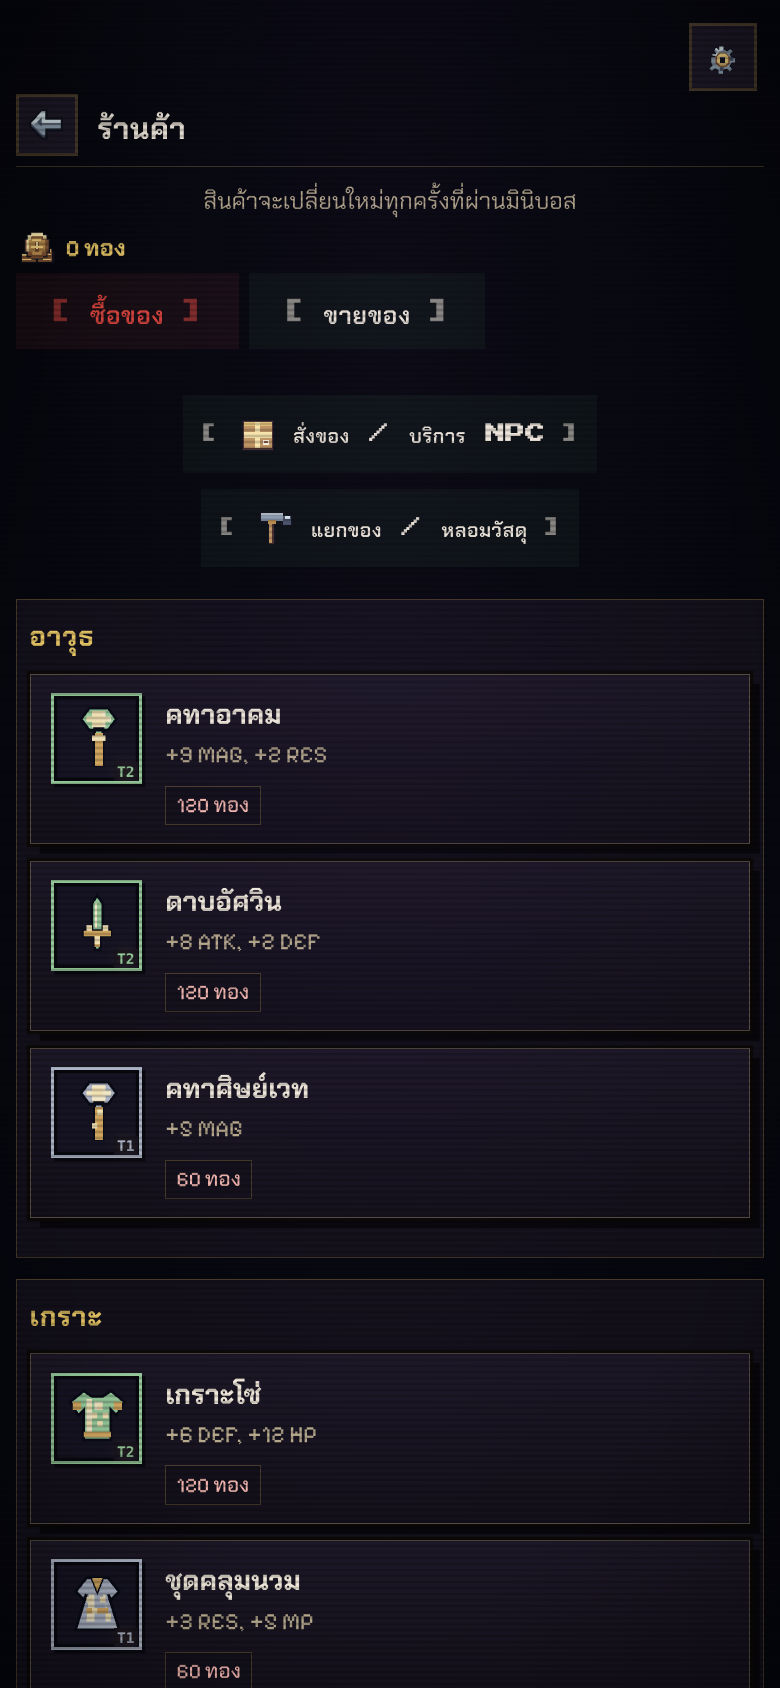 ร้านค้า
สินค้าจะเปลี่ยนใหม่ทุกครั้งที่ผ่านมินิบอส
0 ทอง
[ ซื้อของ ] [ ขายของ ]
[ สั่งของ / บริการ NPC ]
[ แยกของ / หลอมวัสดุ ]
อาวุธ
คทาอาคม
+9 MAG, +2 RES
T2
120 ทอง
ดาบอัศวิน
+8 ATK, +2 DEF
T2
120 ทอง
คทาศิษย์เวท
+5 MAG
T1
60 ทอง
เกราะ
เกราะโซ่
+6 DEF, +12 HP
T2
120 ทอง
ชุดคลุมนวม
+3 RES, +5 MP
T1
60 ทอง